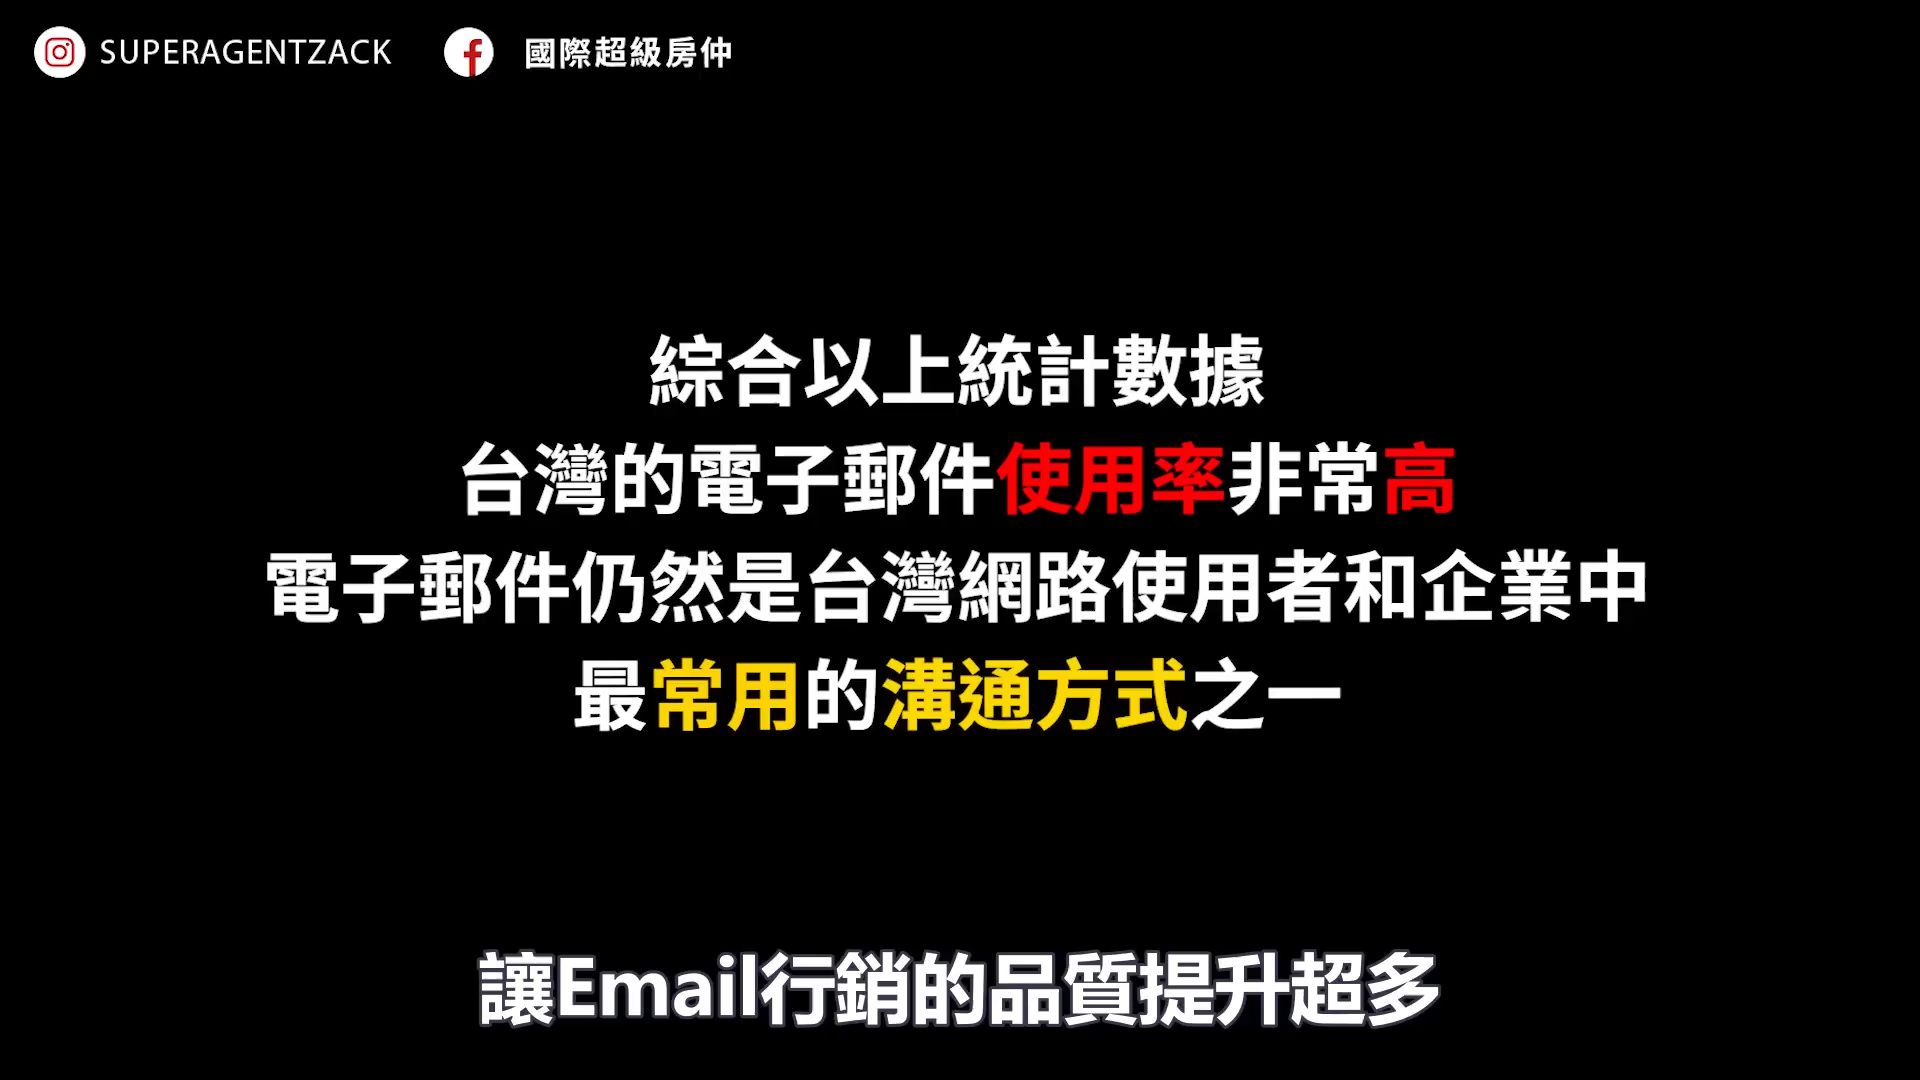 SUPERAGENTZACK 國際超級房仲
綜合以上統計數據
台灣的電子郵件使用率非常高
電子郵件仍然是台灣網路使用者和企業中
最常用的溝通方式之一
讓Email行銷的品質提升超多